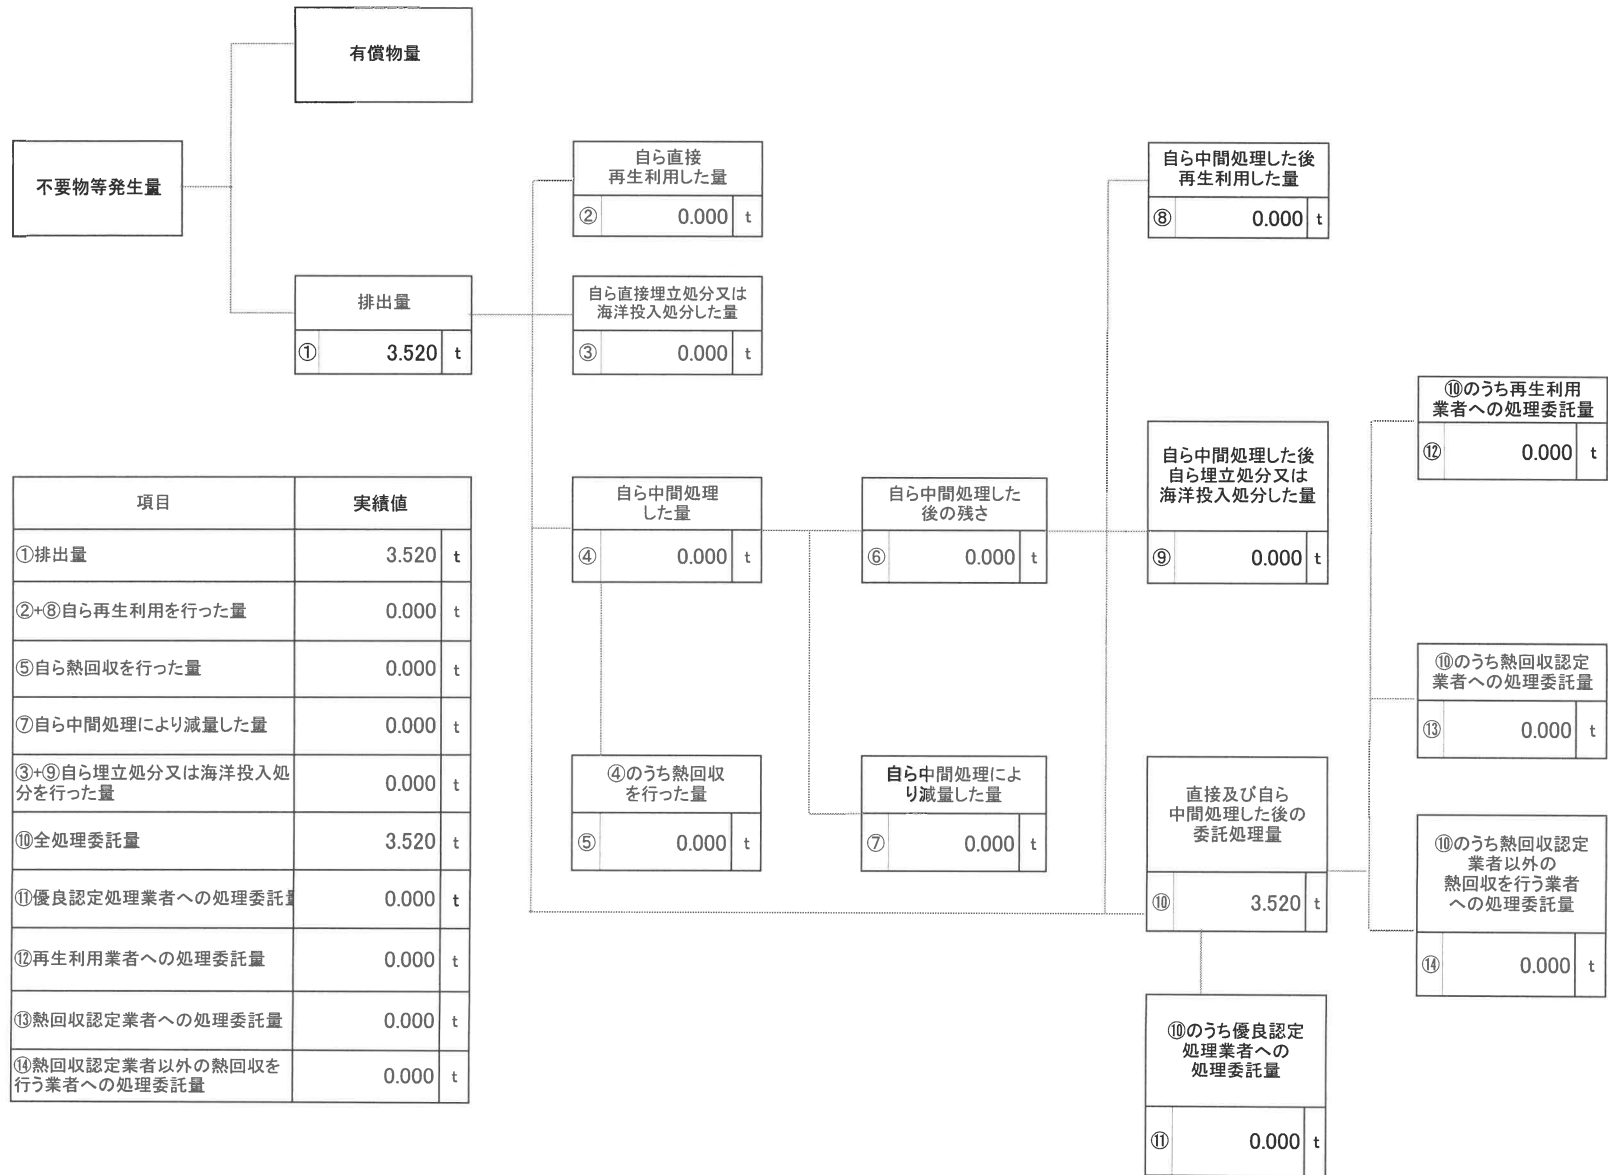 有償物量
不要物等発生量
自ら直接
再生利用した量
② 0.000 t
自ら中間処理した後
再生利用した量
⑧ 0.000 t
排出量
① 3.520 t
自ら直接埋立処分又は
海洋投入処分した量
③ 0.000 t
⑩のうち再生利用
業者への処理委託量
⑫ 0.000 t
自ら中間処理した後
自ら埋立処分又は
海洋投入処分した量
⑨ 0.000 t
自ら中間処理
した量
④ 0.000 t
自ら中間処理した
後の残さ
⑥ 0.000 t
⑩のうち熱回収認定
業者への処理委託量
⑬ 0.000 t
④のうち熱回収
を行った量
⑤ 0.000 t
自ら中間処理によ
り減量した量
⑦ 0.000 t
直接及び自ら
中間処理した後の
委託処理量
⑩ 3.520 t
⑩のうち熱回収認定
業者以外の
熱回収を行う業者
への処理委託量
⑭ 0.000 t
⑩のうち優良認定
処理業者への
処理委託量
⑪ 0.000 t
項目 実績値
①排出量 3.520 t
②+⑧自ら再生利用を行った量 0.000 t
⑤自ら熱回収を行った量 0.000 t
⑦自ら中間処理により減量した量 0.000 t
③+⑨自ら埋立処分又は海洋投入処
分を行った量 0.000 t
⑩全処理委託量 3.520 t
⑪優良認定処理業者への処理委託量 0.000 t
⑫再生利用業者への処理委託量 0.000 t
⑬熱回収認定業者への処理委託量 0.000 t
⑭熱回収認定業者以外の熱回収を
行う業者への処理委託量 0.000 t